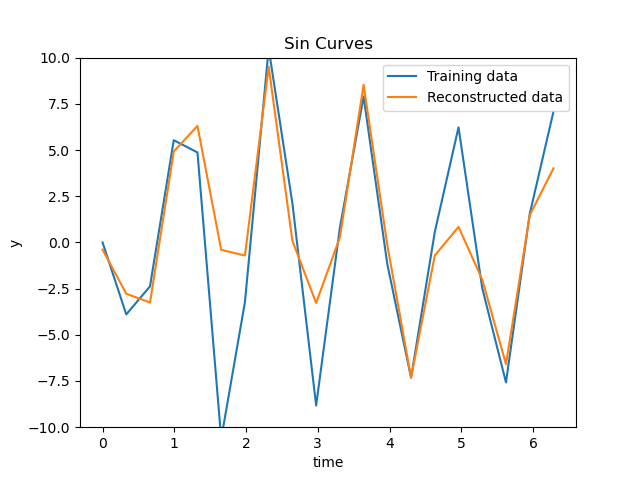 Sin Curves
Training data
Reconstructed data
10.0
7.5
5.0
2.5
0.0
−2.5
−5.0
−7.5
−10.0
y
0 1 2 3 4 5 6
time